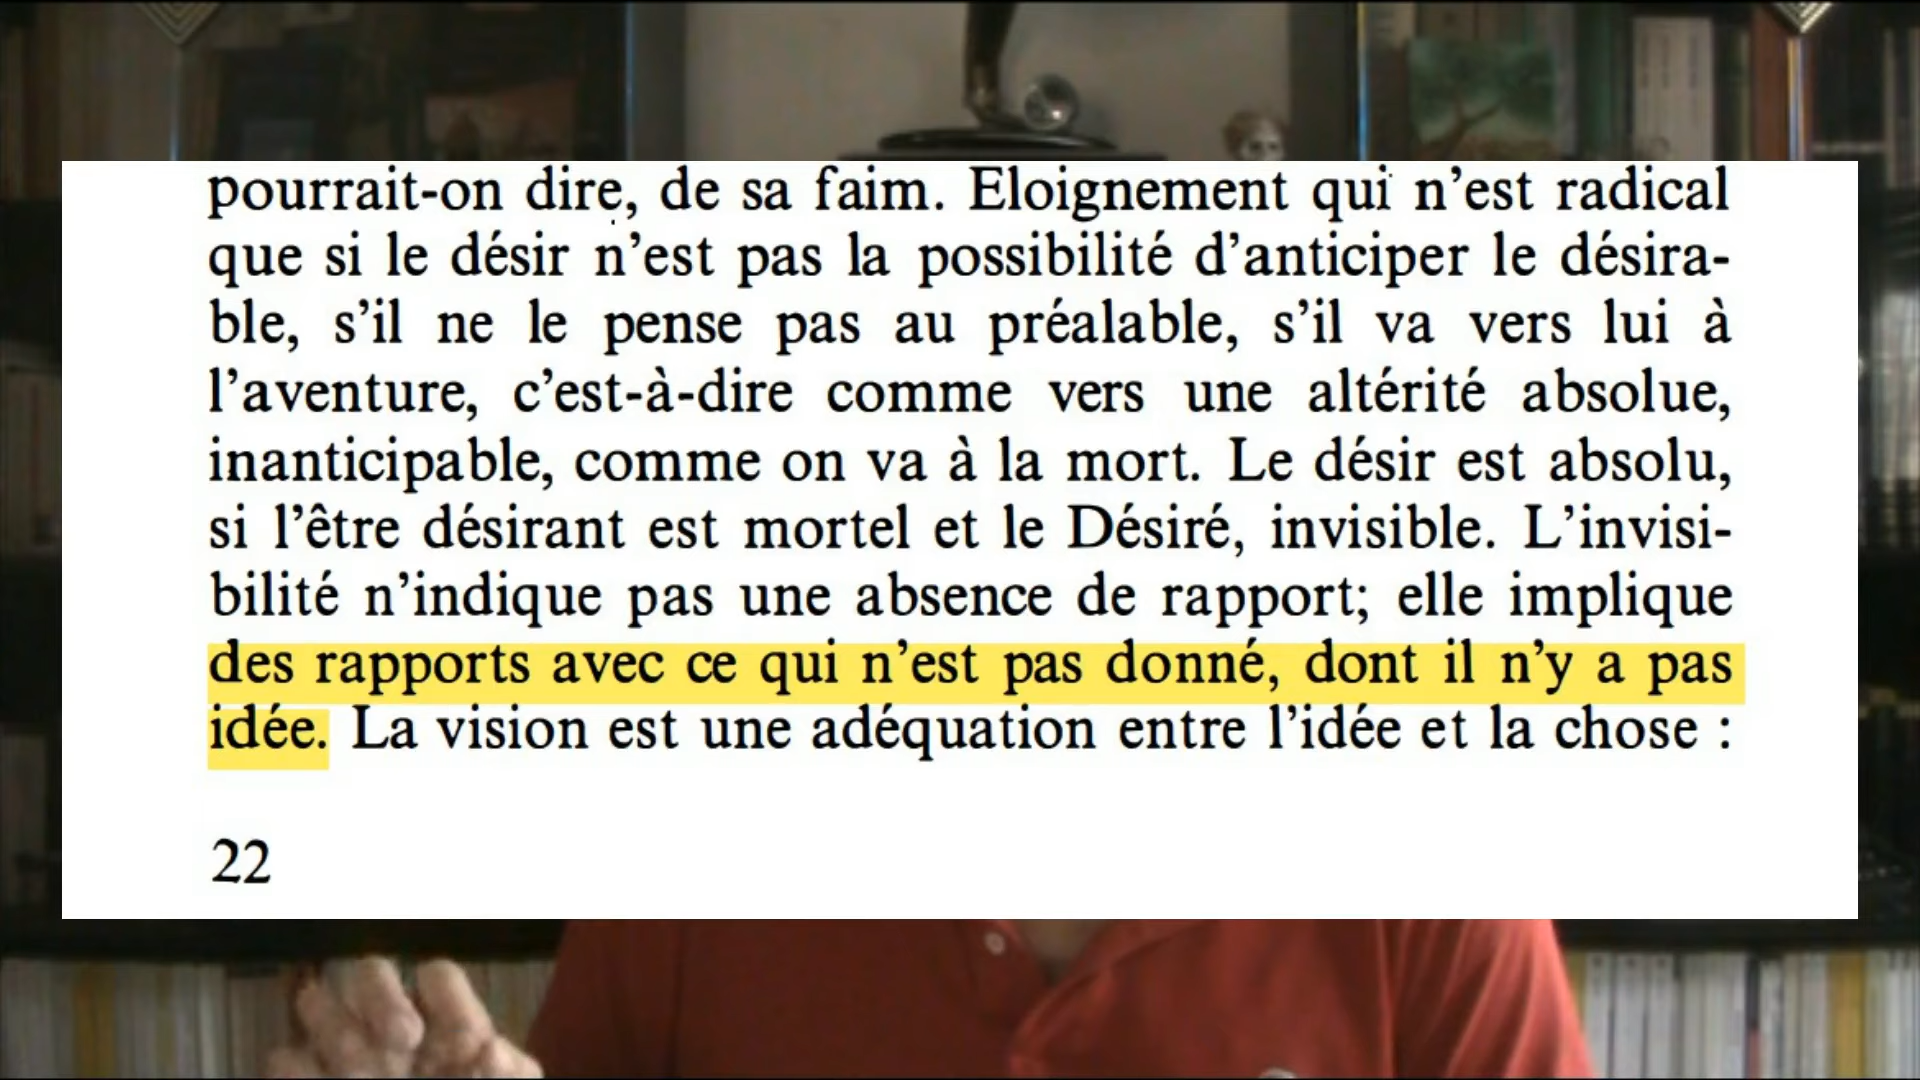 pourrait-on dire, de sa faim. Eloignement qui n'est radical
que si le désir n'est pas la possibilité d'anticiper le désira-
ble, s'il ne le pense pas au préalable, s'il va vers lui à
l'aventure, c'est-à-dire comme vers une altérité absolue,
inanticipable, comme on va à la mort. Le désir est absolu,
si l'être désirant est mortel et le Désiré, invisible. L'invisi-
bilité n'indique pas une absence de rapport; elle implique
des rapports avec ce qui n'est pas donné, dont il n'y a pas
idée. La vision est une adéquation entre l'idée et la chose :
22